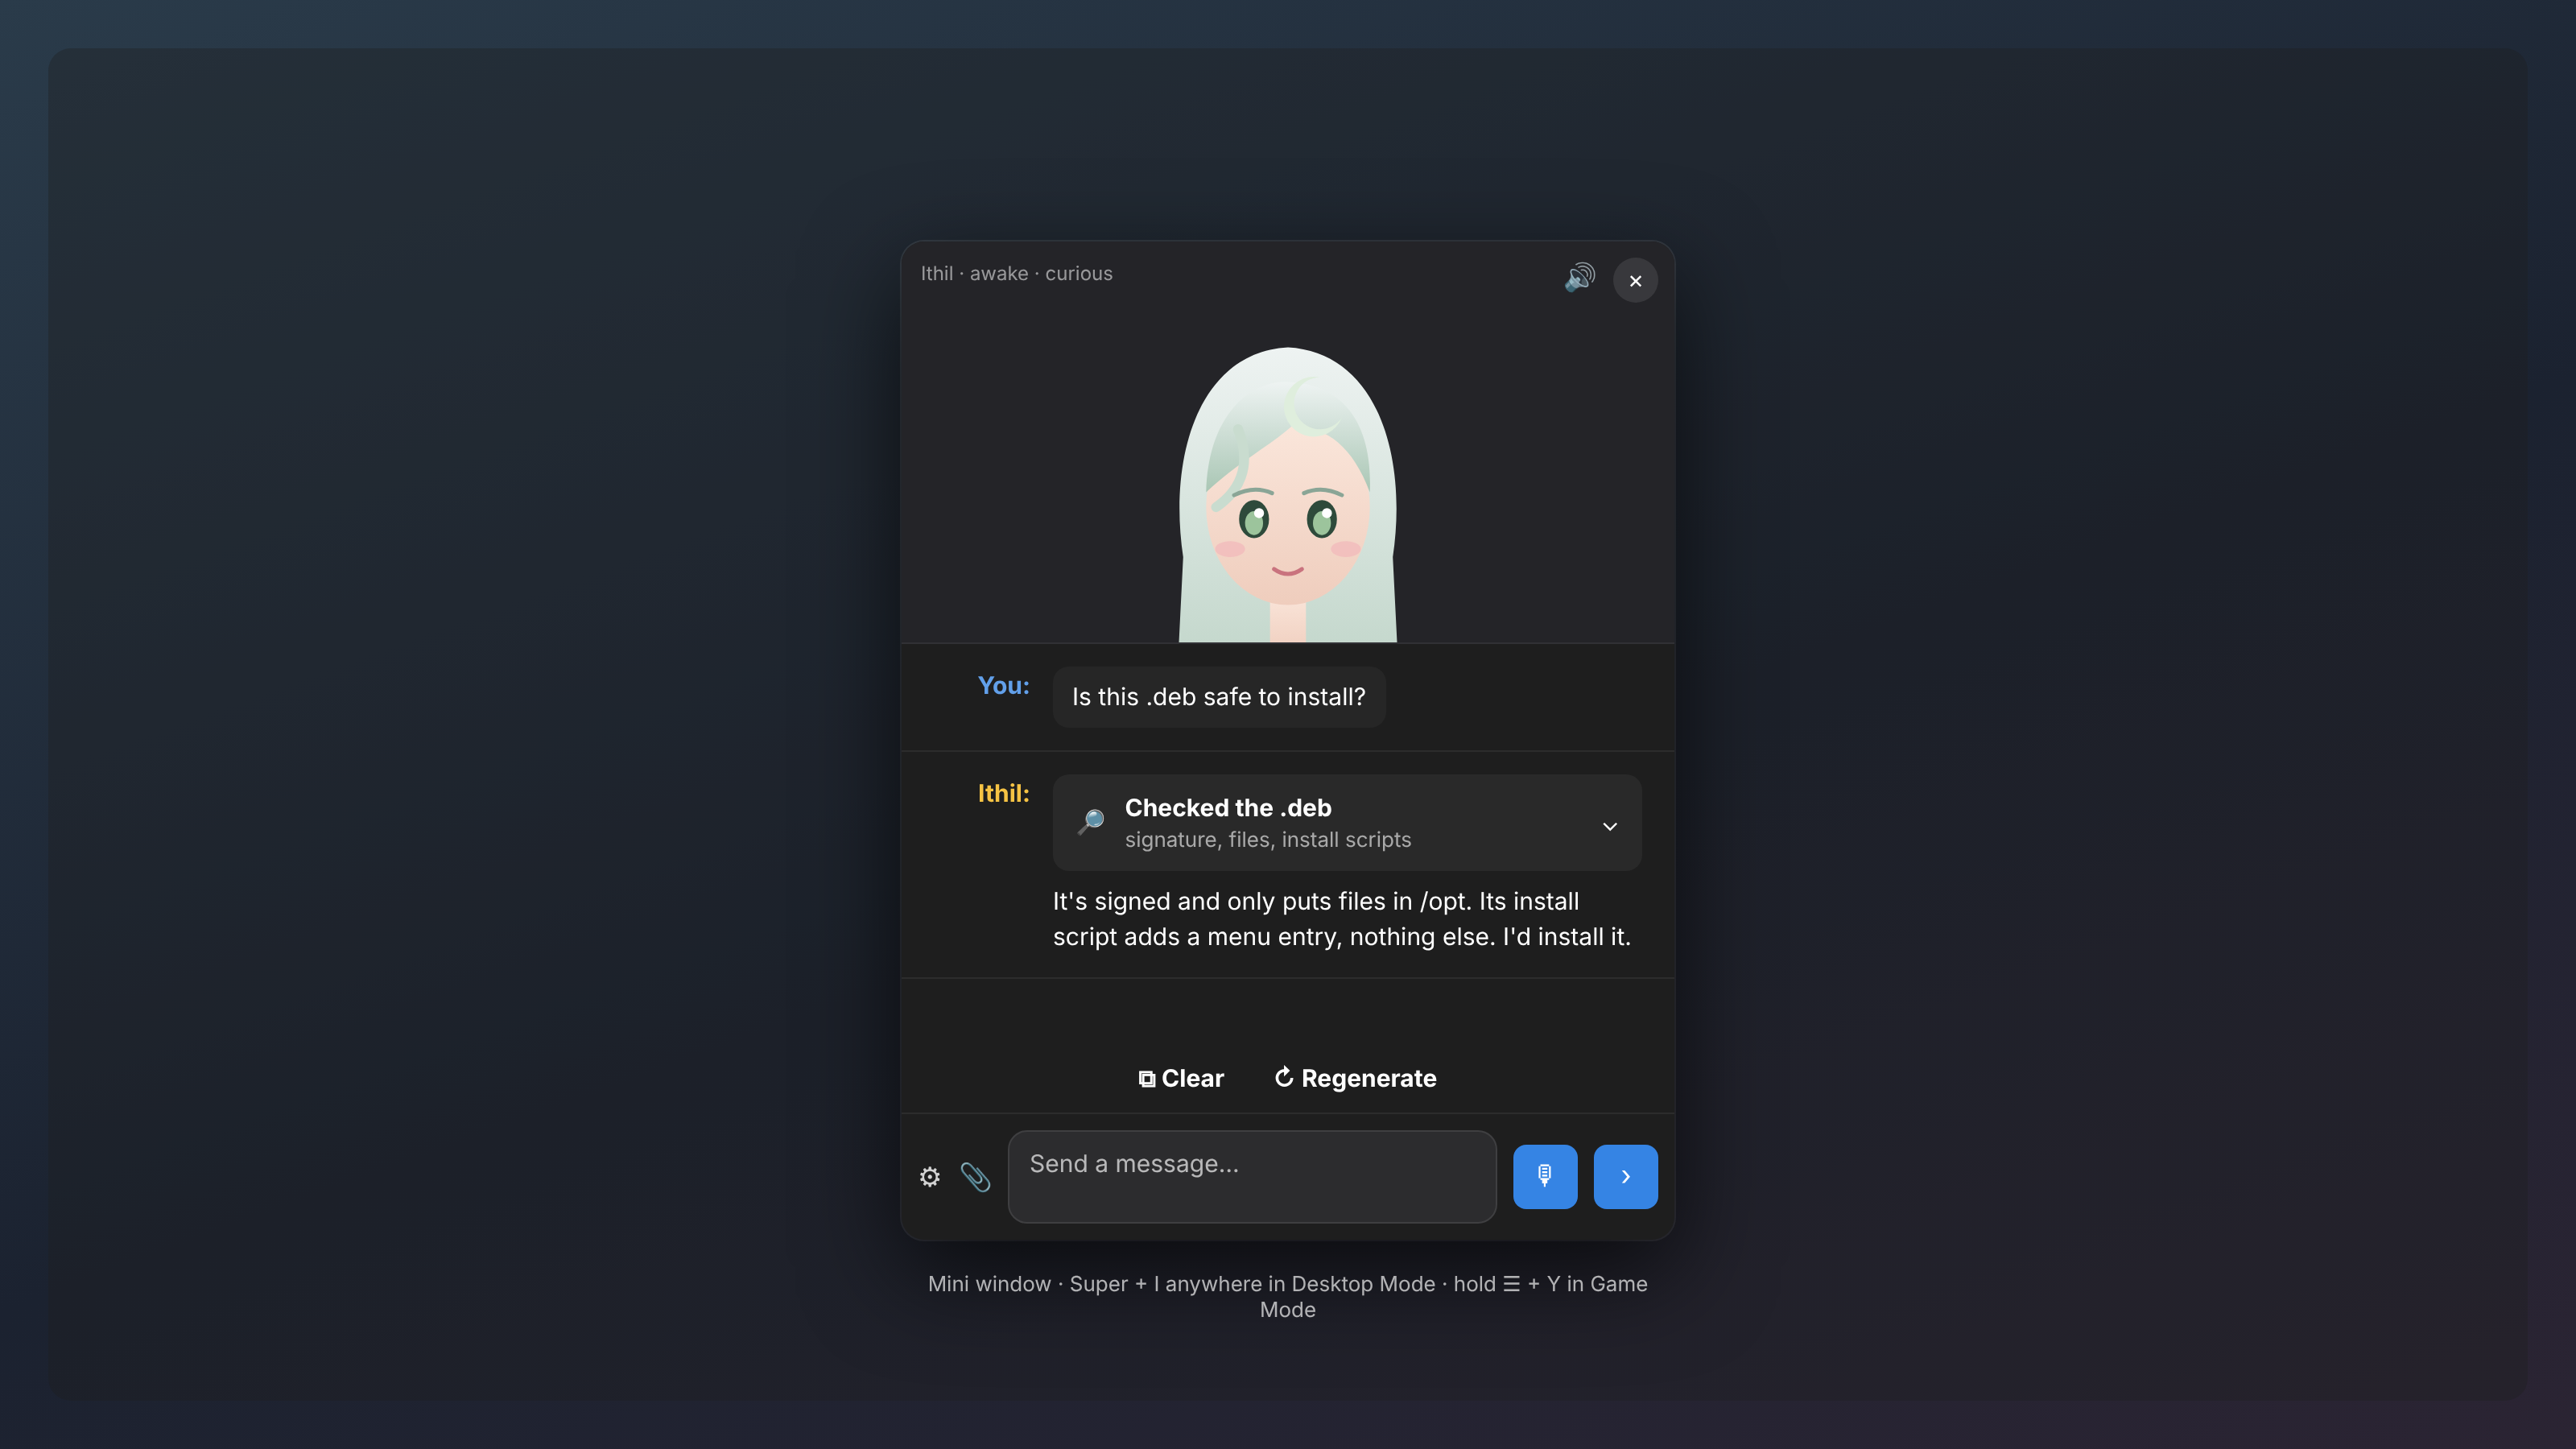 Ithil · awake · curious
You:
Is this .deb safe to install?
Ithil:
Checked the .deb
signature, files, install scripts
It's signed and only puts files in /opt. Its install
script adds a menu entry, nothing else. I'd install it.
Clear
Regenerate
Send a message...
Mini window · Super + I anywhere in Desktop Mode · hold ☰ + Y in Game
Mode